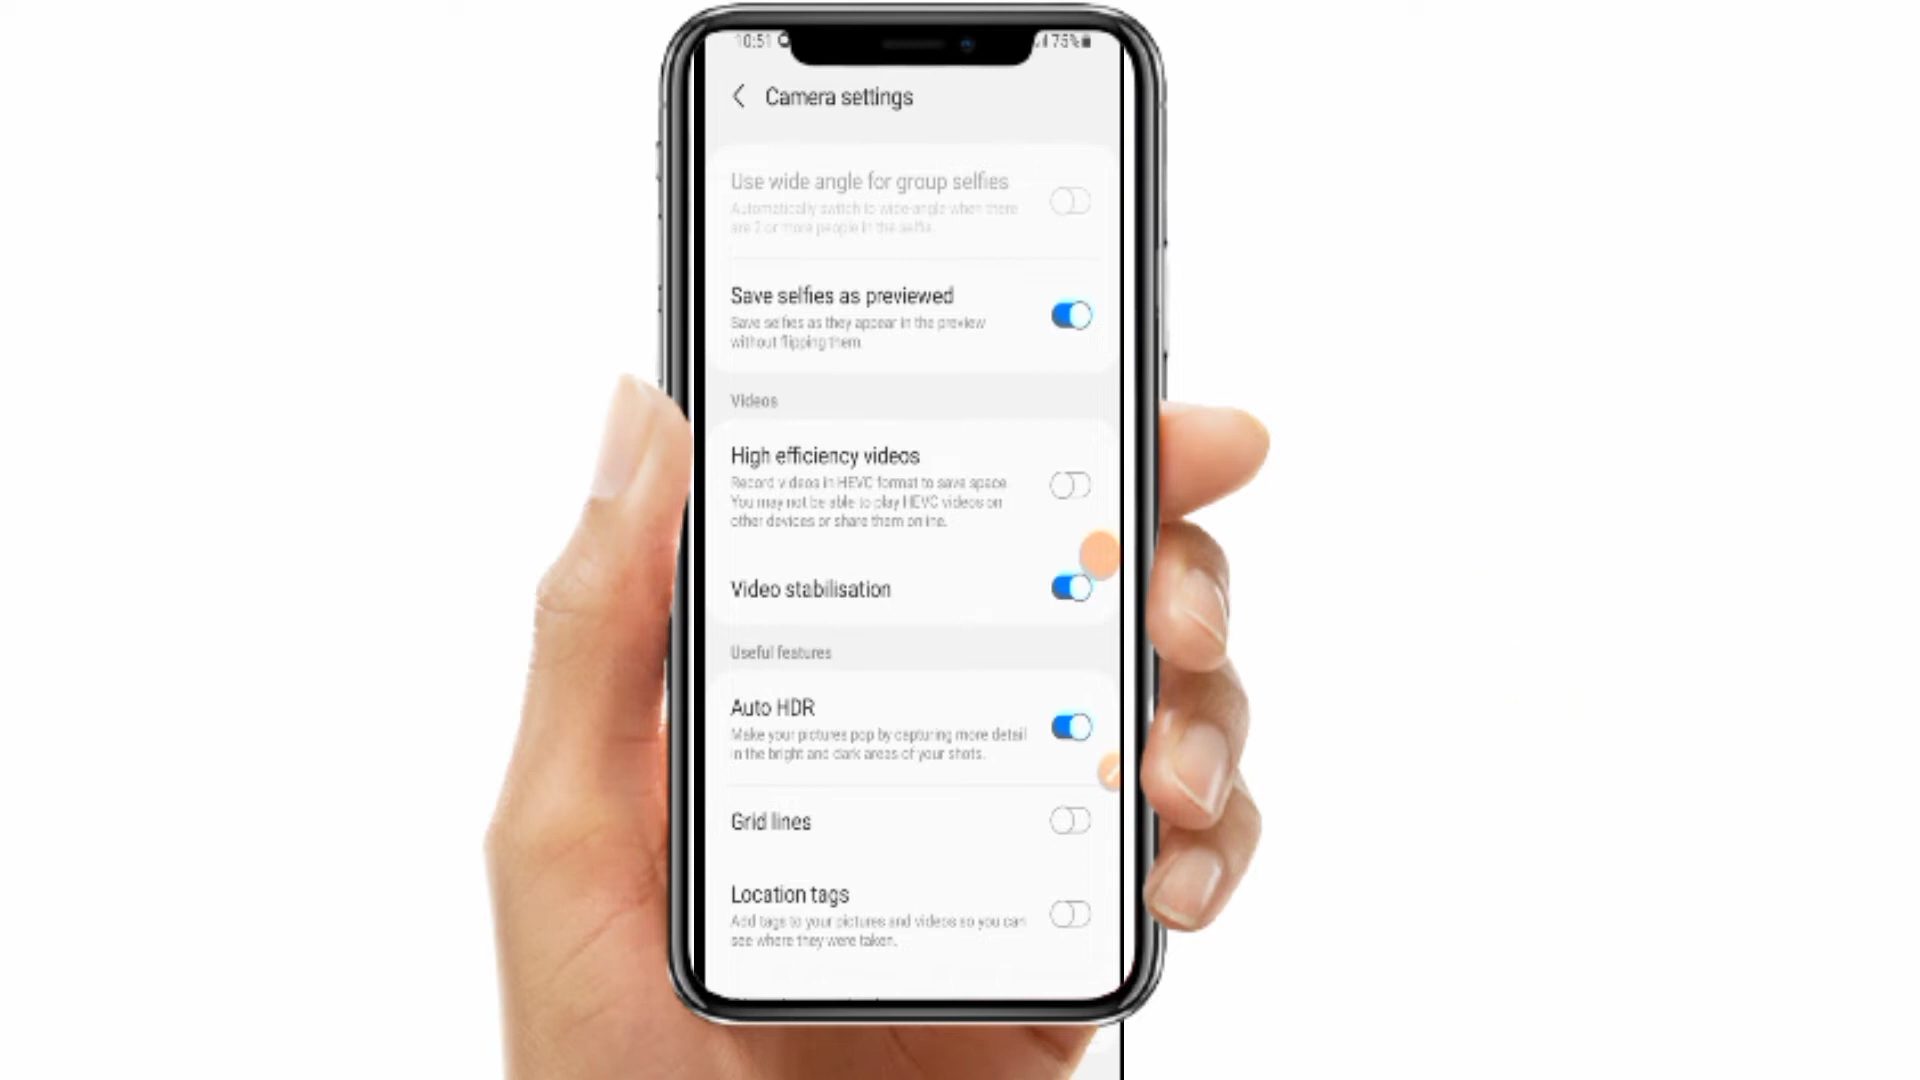 10:51
75%
Camera settings
Use wide angle for group selfies
Automatically switch to wide-angle when there
are 2 or more people in the selfie.
Save selfies as previewed
Save selfies as they appear in the preview
without flipping them.
Videos
High efficiency videos
Record videos in HEVC format to save space.
You may not be able to play HEVC videos on
other devices or share them online.
Video stabilisation
Useful features
Auto HDR
Make your pictures pop by capturing more detail
in the bright and dark areas of your shots.
Grid lines
Location tags
Add tags to your pictures and videos so you can
see where they were taken.